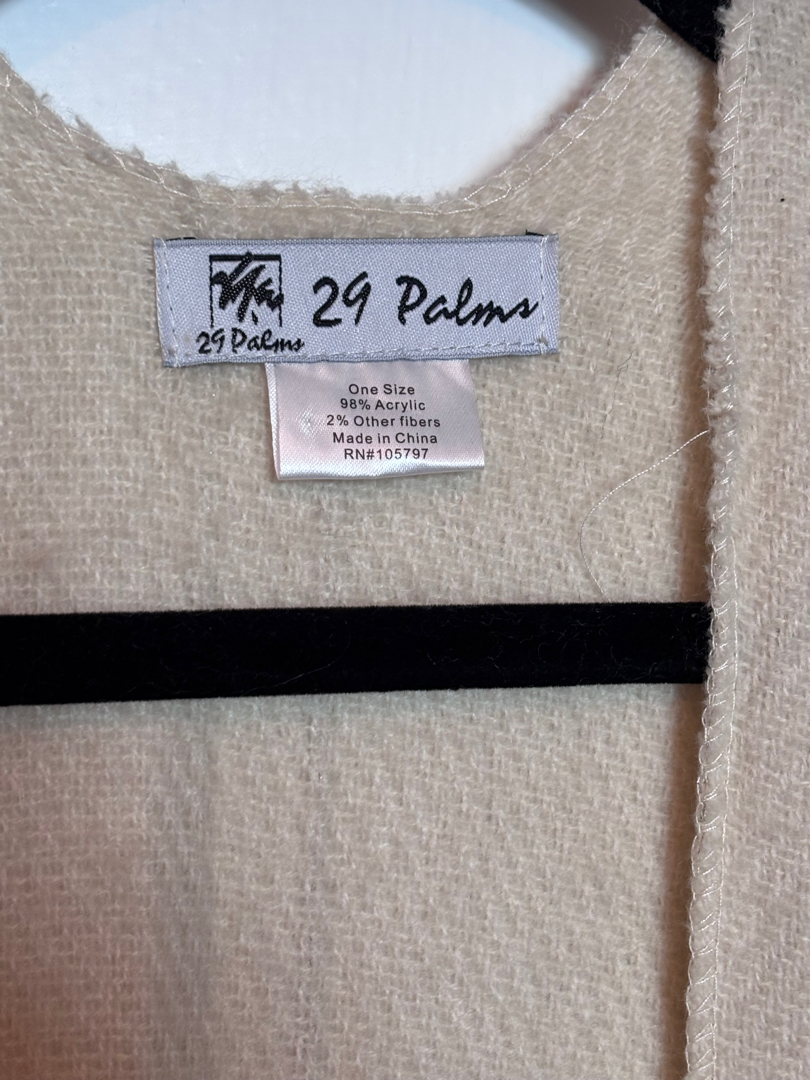 29 Palms
29 Palms
One Size
98% Acrylic
2% Other fibers
Made in China
RN#105797